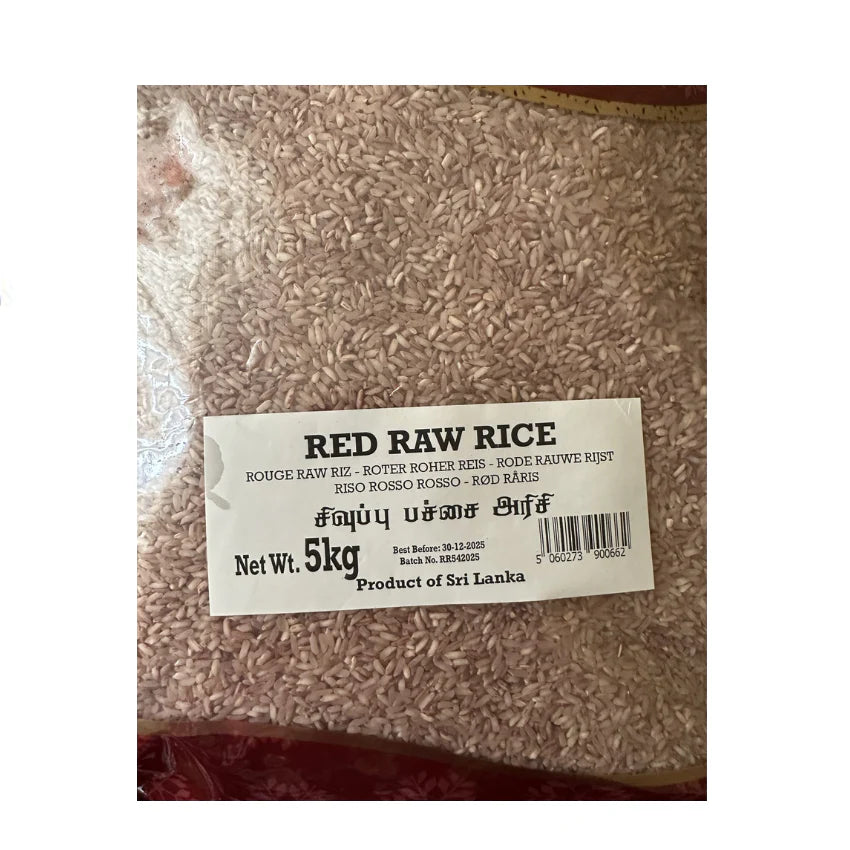 RED RAW RICE
ROUGE RAW RIZ - ROTER ROHER REIS - RODE RAUWE RIJST
RISO ROSSO ROSSO - RØD RÅRIS
சிவுப்பு பச்சை அரிசி
Net Wt. 5kg
Best Before: 30-12-2025
Batch No. RR542025
5 060273 900662
Product of Sri Lanka